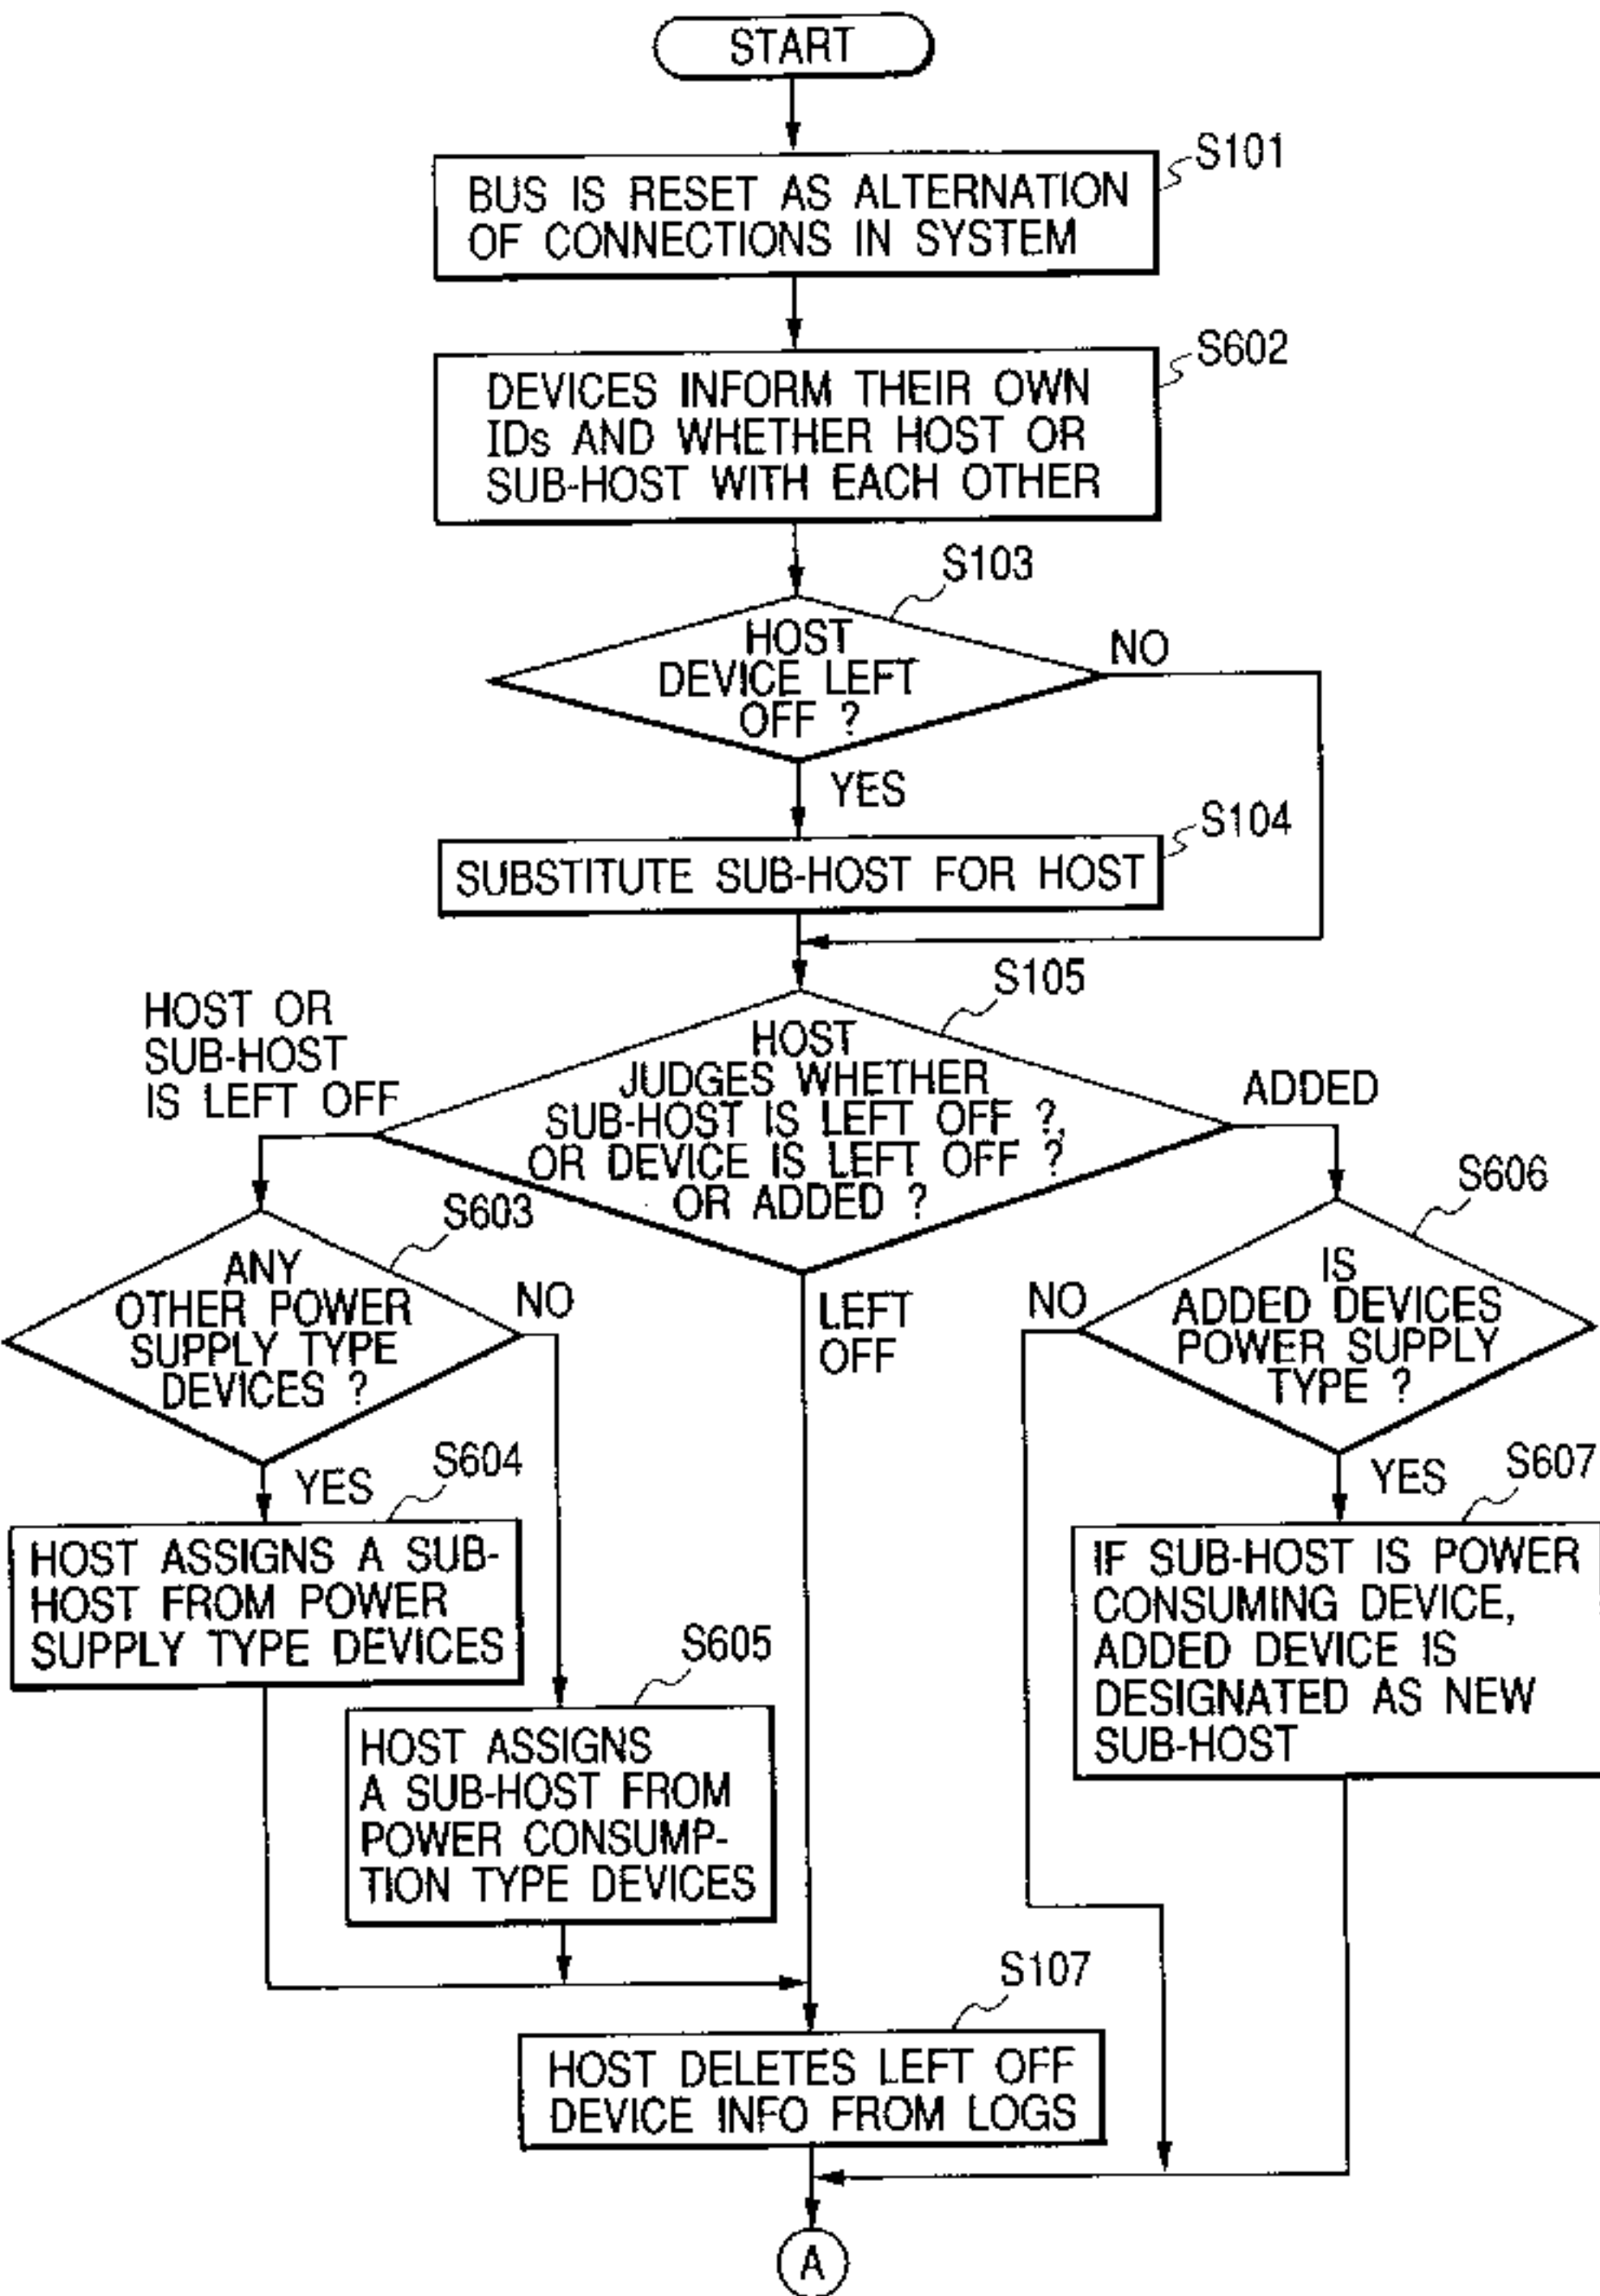 START
S101
BUS IS RESET AS ALTERNATION
OF CONNECTIONS IN SYSTEM
S602
DEVICES INFORM THEIR OWN
IDs AND WHETHER HOST OR
SUB-HOST WITH EACH OTHER
S103
HOST
DEVICE LEFT
OFF ?
NO
YES
S104
SUBSTITUTE SUB-HOST FOR HOST
S105
HOST
JUDGES WHETHER
SUB-HOST IS LEFT OFF ?,
OR DEVICE IS LEFT OFF ?
OR ADDED ?
HOST OR
SUB-HOST
IS LEFT OFF
ADDED
LEFT
OFF
S603
ANY
OTHER POWER
SUPPLY TYPE
DEVICES ?
NO
YES
S604
HOST ASSIGNS A SUB-
HOST FROM POWER
SUPPLY TYPE DEVICES
S605
HOST ASSIGNS
A SUB-HOST FROM
POWER CONSUMP-
TION TYPE DEVICES
S606
IS
ADDED DEVICES
POWER SUPPLY
TYPE ?
NO
YES
S607
IF SUB-HOST IS POWER
CONSUMING DEVICE,
ADDED DEVICE IS
DESIGNATED AS NEW
SUB-HOST
S107
HOST DELETES LEFT OFF
DEVICE INFO FROM LOGS
A